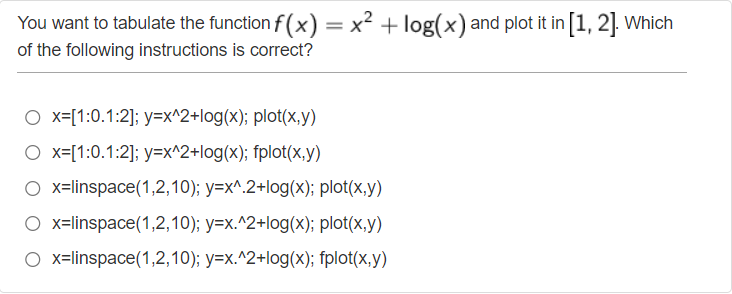 You want to tabulate the function f(x) = x² + log(x) and plot it in [1, 2]. Which
of the following instructions is correct?
x=[1:0.1:2]; y=x^2+log(x); plot(x,y)
x=[1:0.1:2]; y=x^2+log(x); fplot(x,y)
x=linspace(1,2,10); y=x^.2+log(x); plot(x,y)
x=linspace(1,2,10); y=x.^2+log(x); plot(x,y)
x=linspace(1,2,10); y=x.^2+log(x); fplot(x,y)